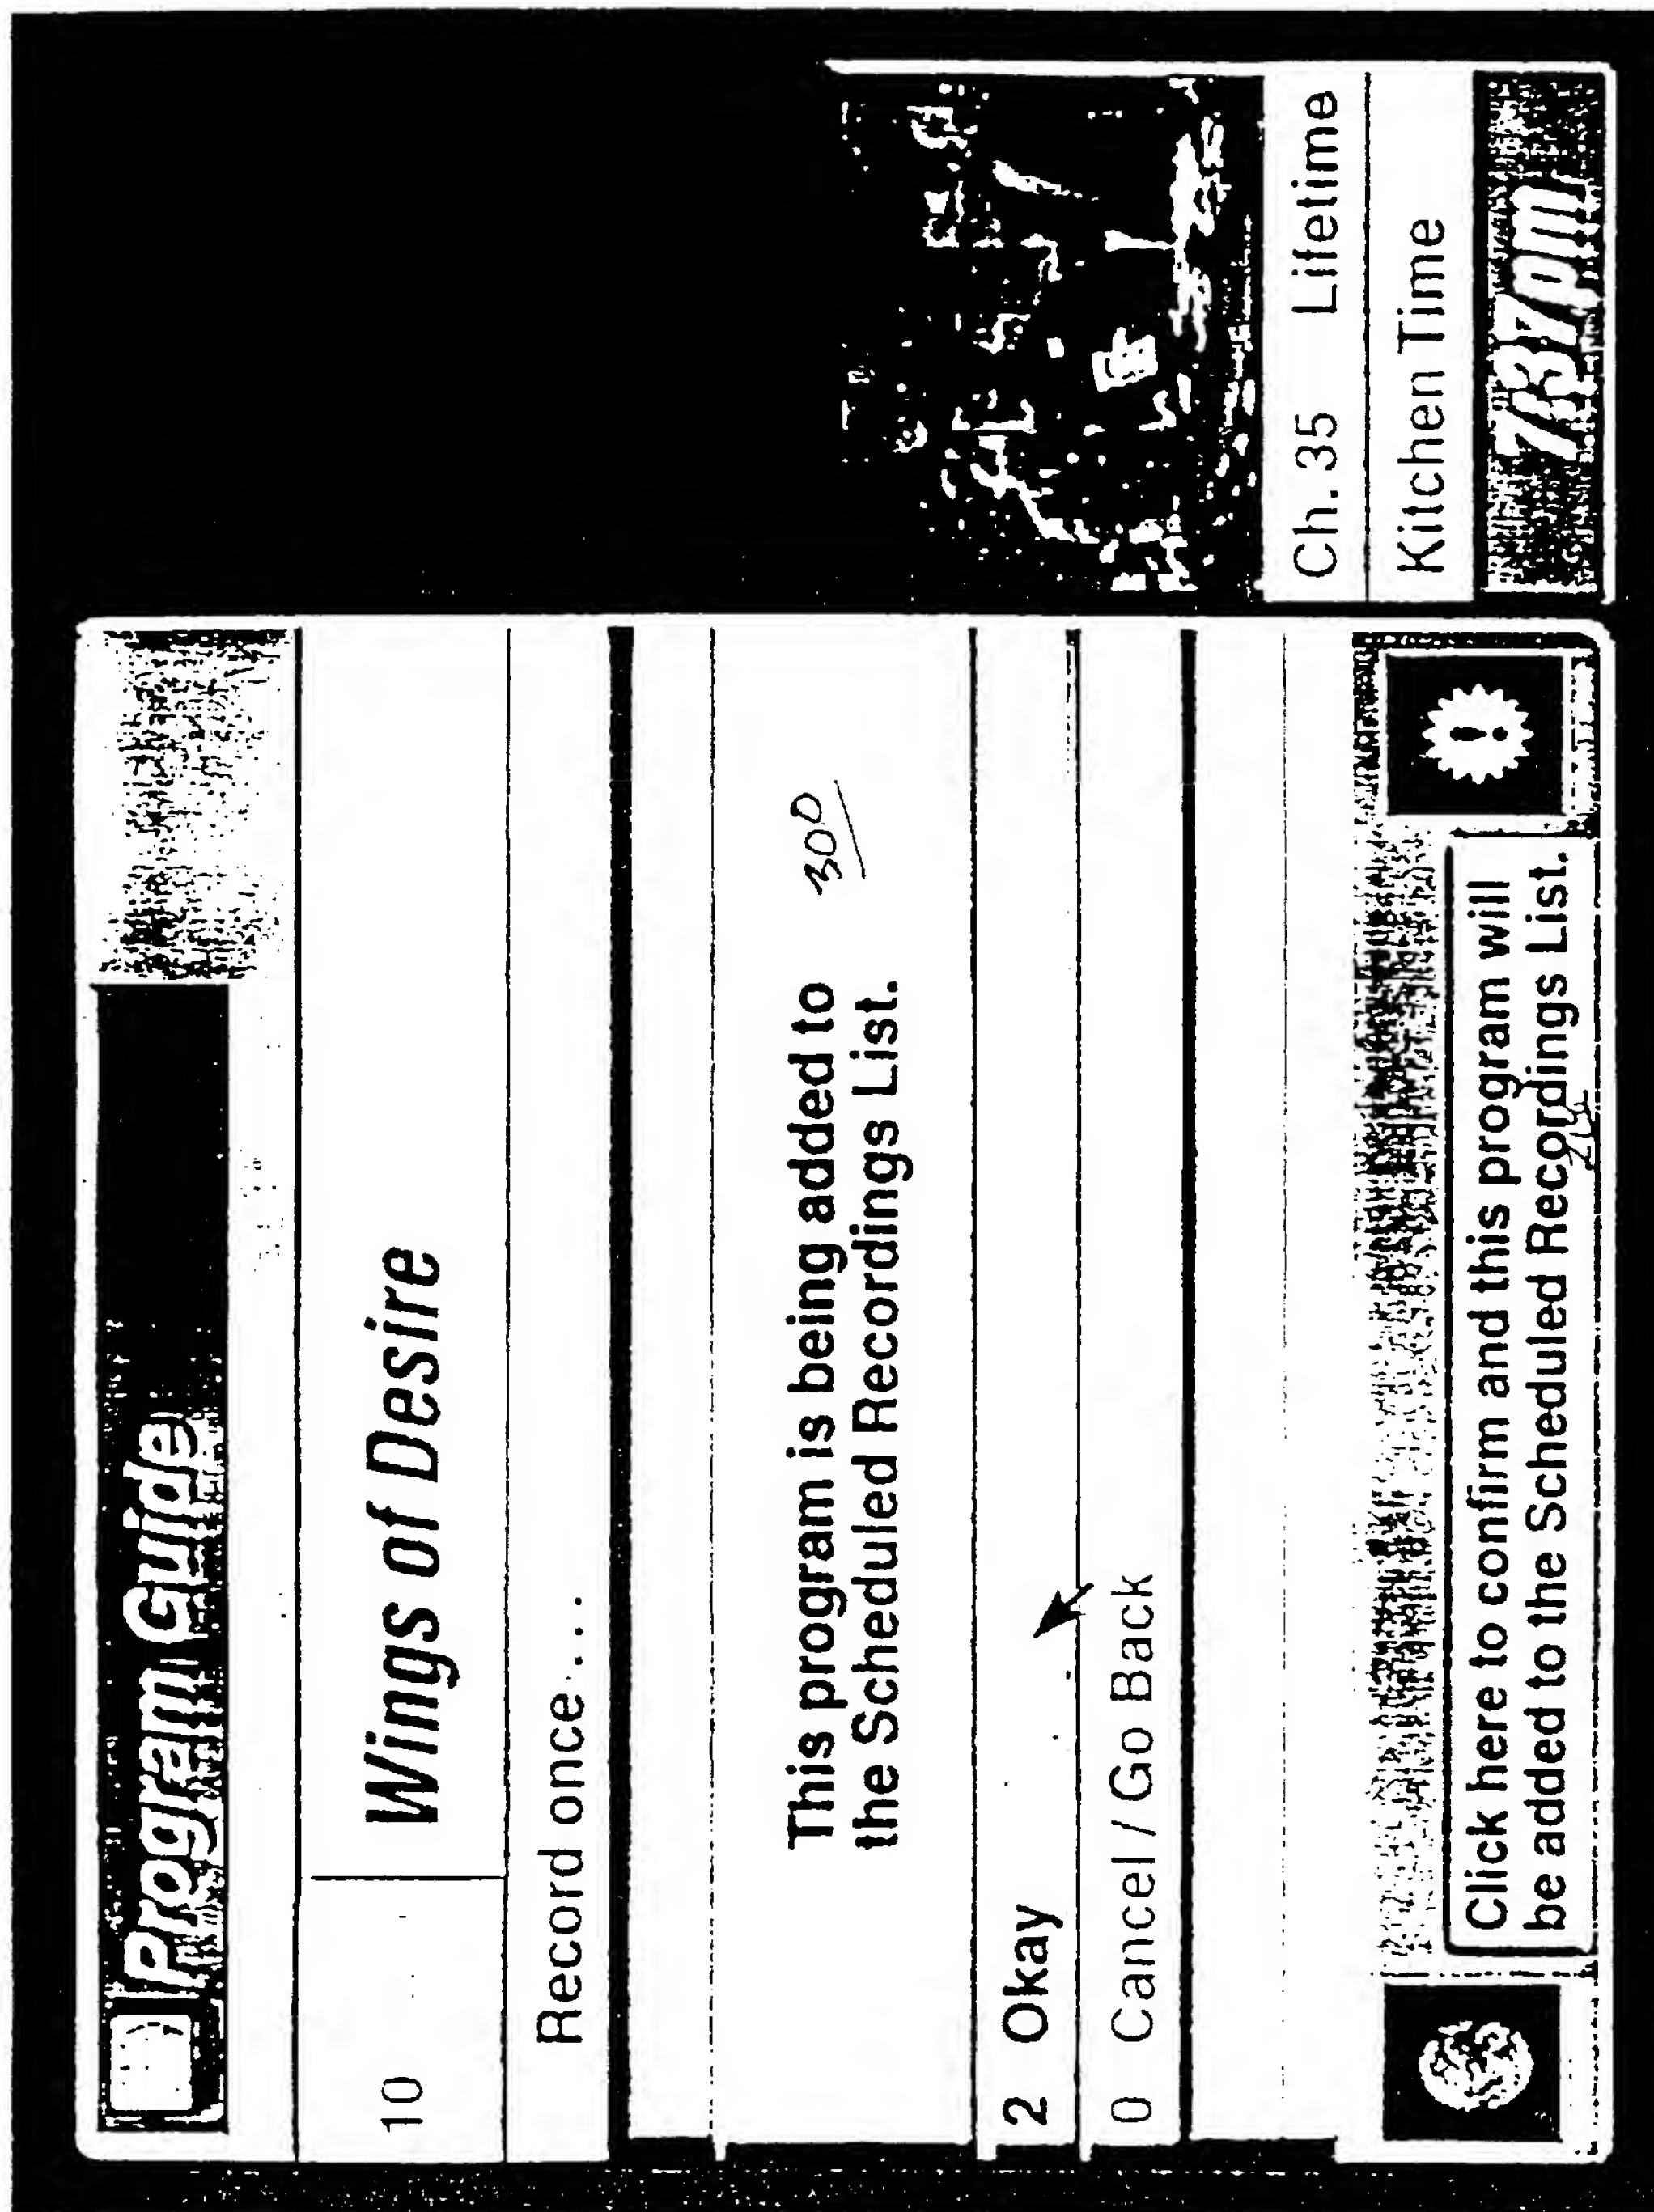 Program Guide
10 Wings of Desire
Record once....
This program is being added to
the Scheduled Recordings List.
300
2 Okay
0 Cancel / Go Back
Click here to confirm and this program will
be added to the Scheduled Recordings List.
Ch. 35 Lifetime
Kitchen Time
7:37pm